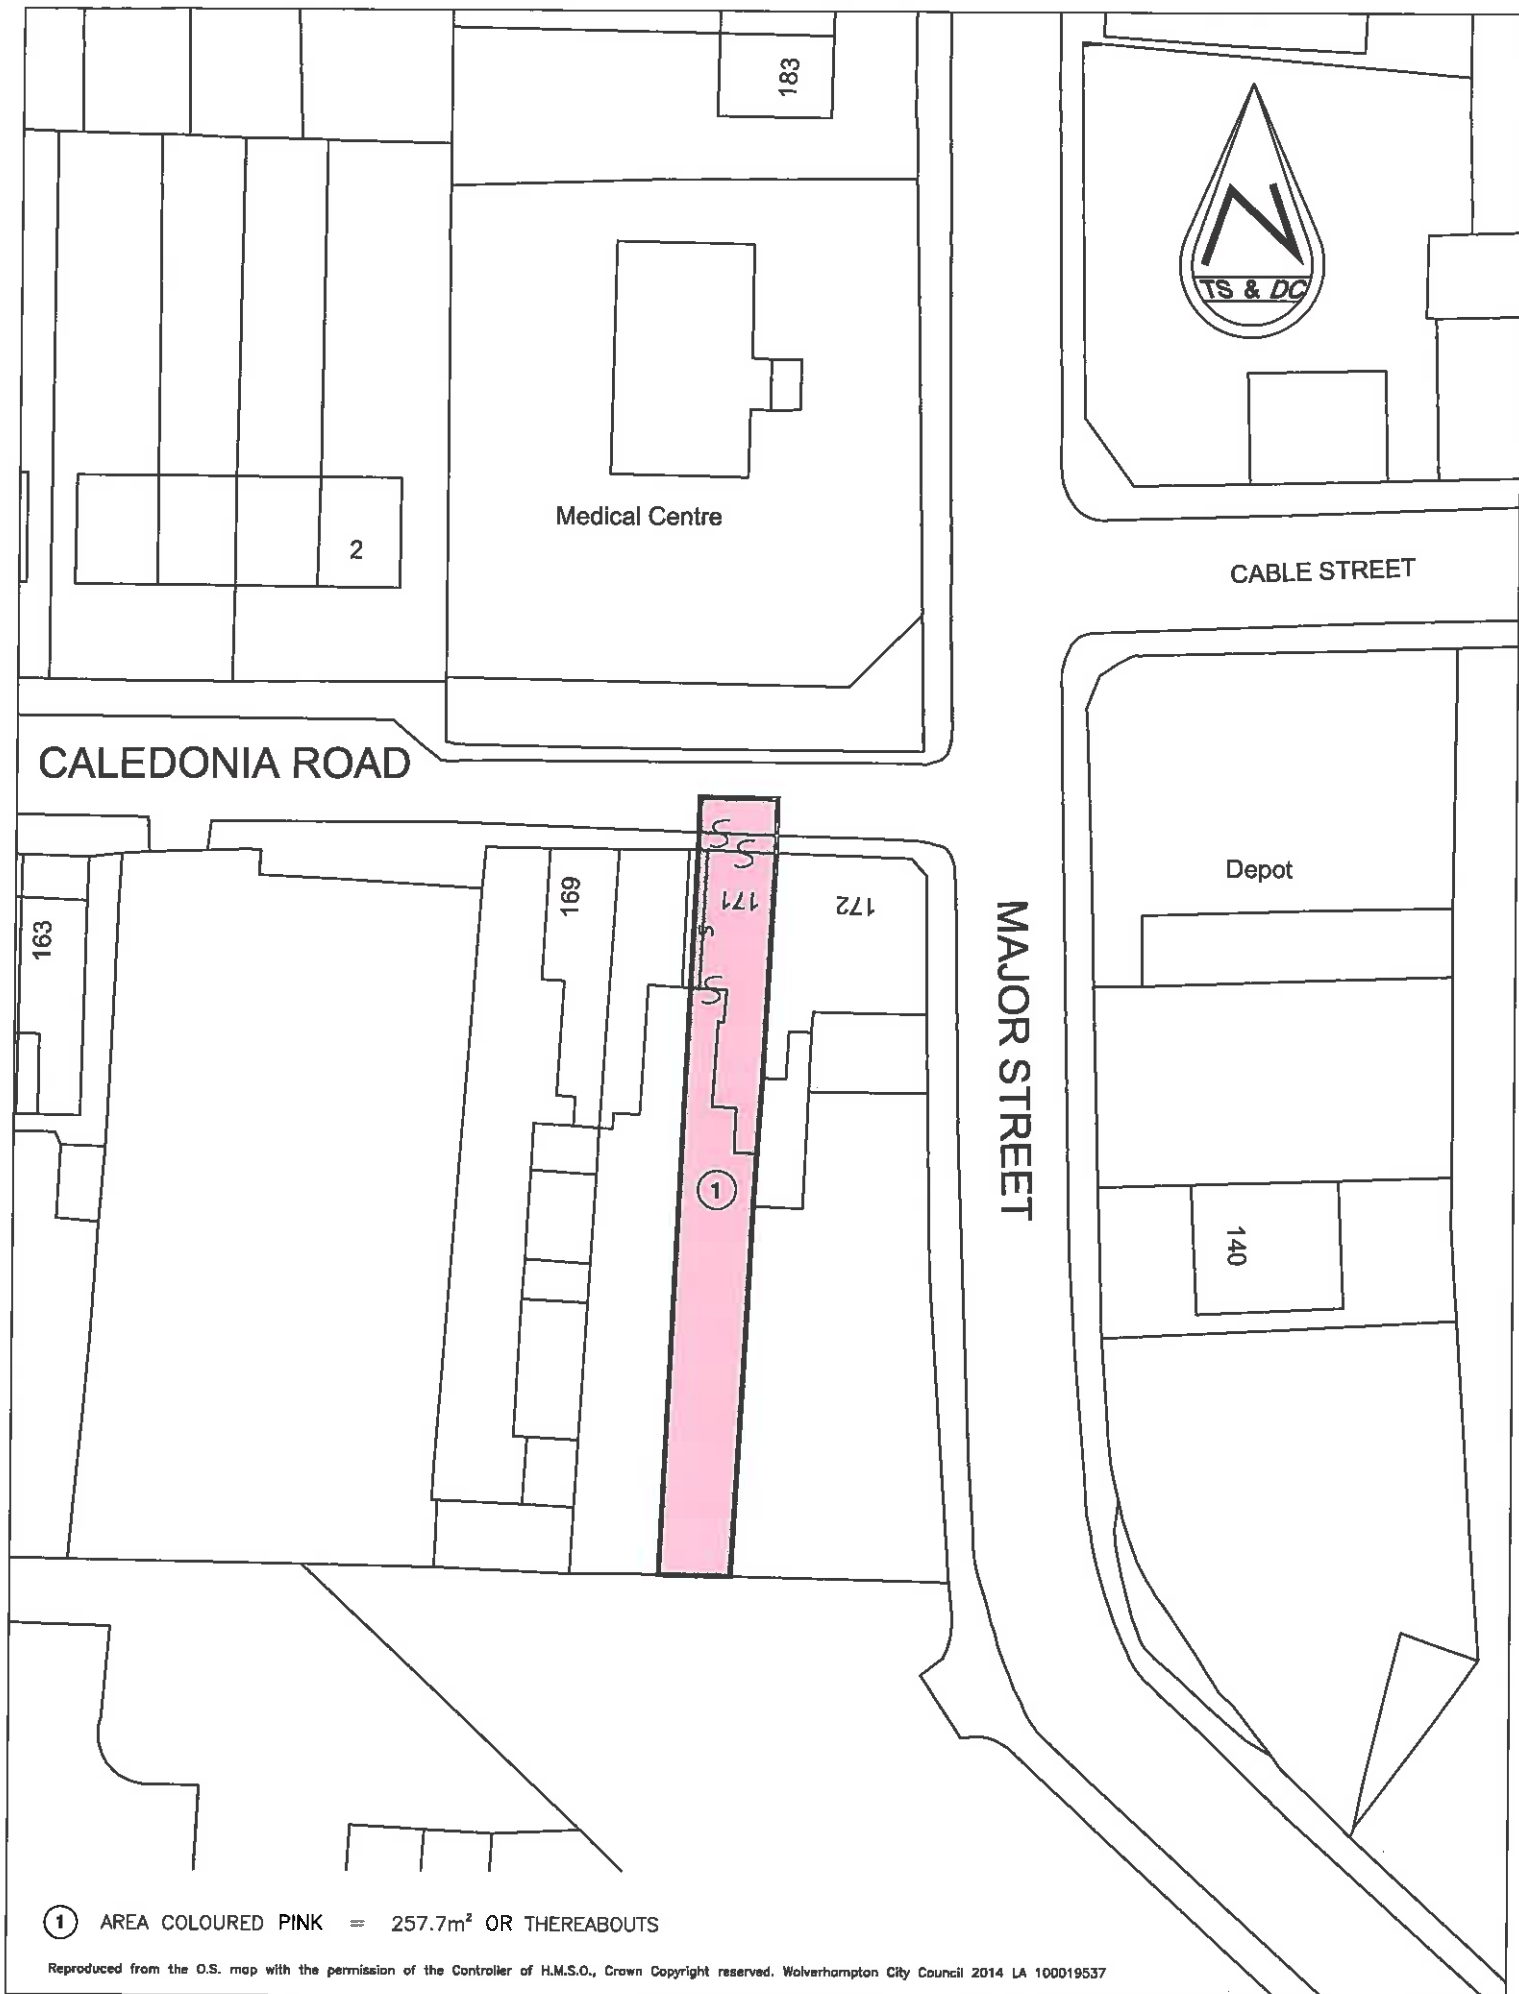 183
N
TS & DC
Medical Centre
2
CABLE STREET
CALEDONIA ROAD
Depot
163
169
171
172
MAJOR STREET
1
140
1 AREA COLOURED PINK = 257.7m² OR THEREABOUTS
Reproduced from the O.S. map with the permission of the Controller of H.M.S.O., Crown Copyright reserved. Wolverhampton City Council 2014 LA 100019537